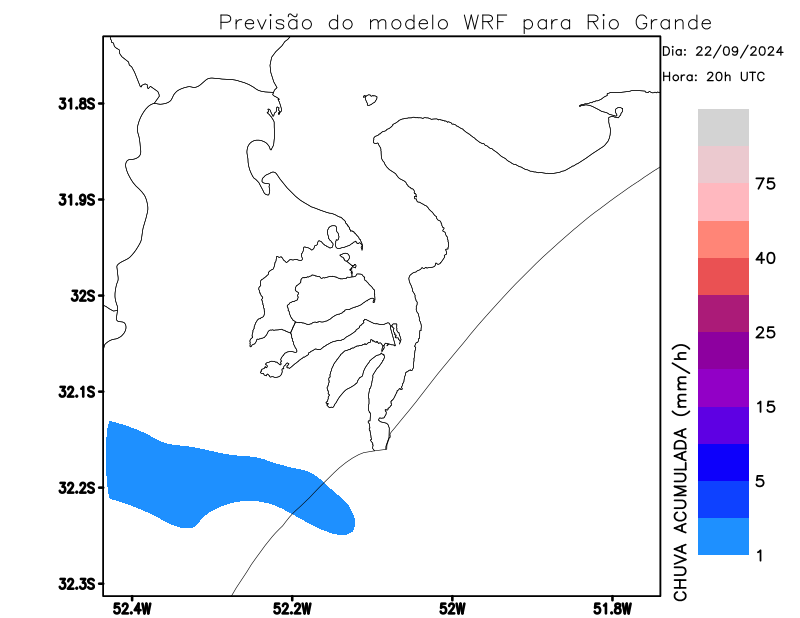 Previsão do modelo WRF para Rio Grande
Dia: 22/09/2024
Hora: 20h UTC
31.8S
31.9S
32S
32.1S
32.2S
32.3S
52.4W
52.2W
52W
51.8W
75
40
25
15
5
1
CHUVA ACUMULADA (mm/h)